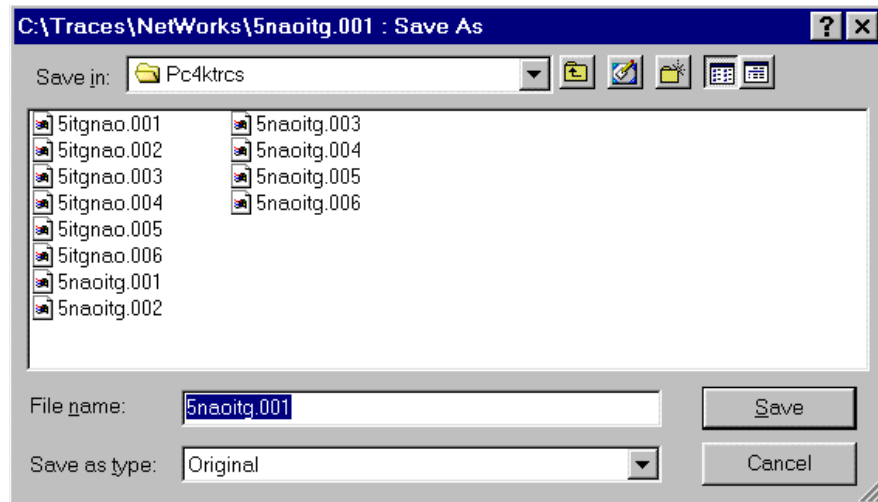 C:\Traces\NetWorks\5naoitg.001 : Save As
Save in: Pc4ktrcs
5itgnao.001 5naoitg.003
5itgnao.002 5naoitg.004
5itgnao.003 5naoitg.005
5itgnao.004 5naoitg.006
5itgnao.005
5itgnao.006
5naoitg.001
5naoitg.002
File name: 5naoitg.001 Save
Save as type: Original Cancel